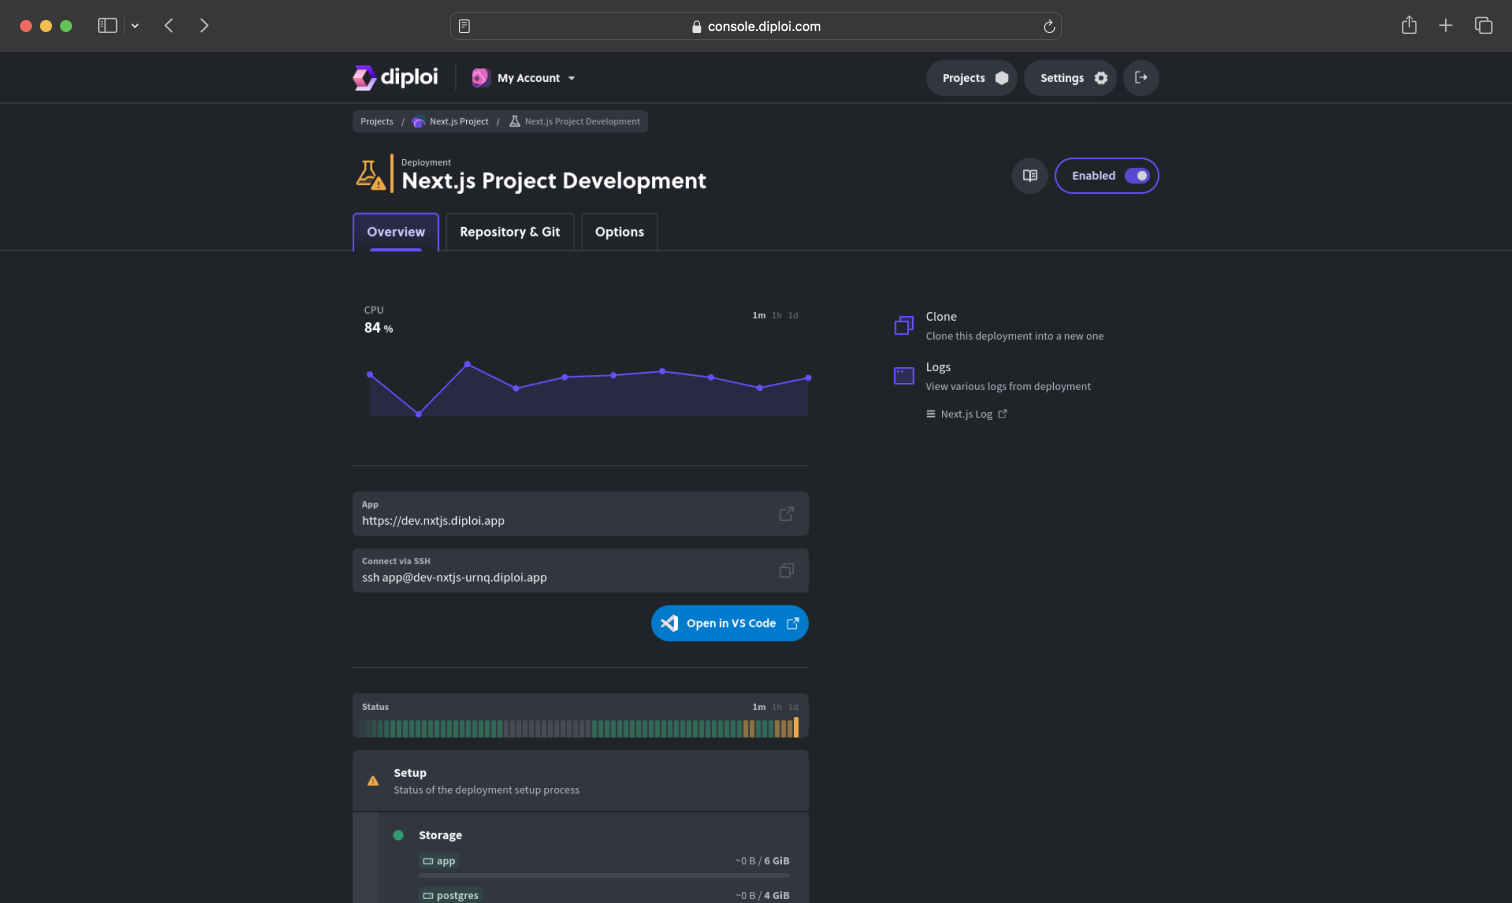 console.diploi.com
diploi
My Account
Projects
Settings
Projects / Next.js Project / Next.js Project Development
Deployment
Next.js Project Development
Enabled
Overview
Repository & Git
Options
CPU
84 %
1m 1h 1d
Clone
Clone this deployment into a new one
Logs
View various logs from deployment
Next.js Log
App
https://dev.nxtjs.diploi.app
Connect via SSH
ssh app@dev-nxtjs-urnq.diploi.app
Open in VS Code
Status
1m 1h 1d
Setup
Status of the deployment setup process
Storage
app
~0 B / 6 GiB
postgres
~0 B / 4 GiB